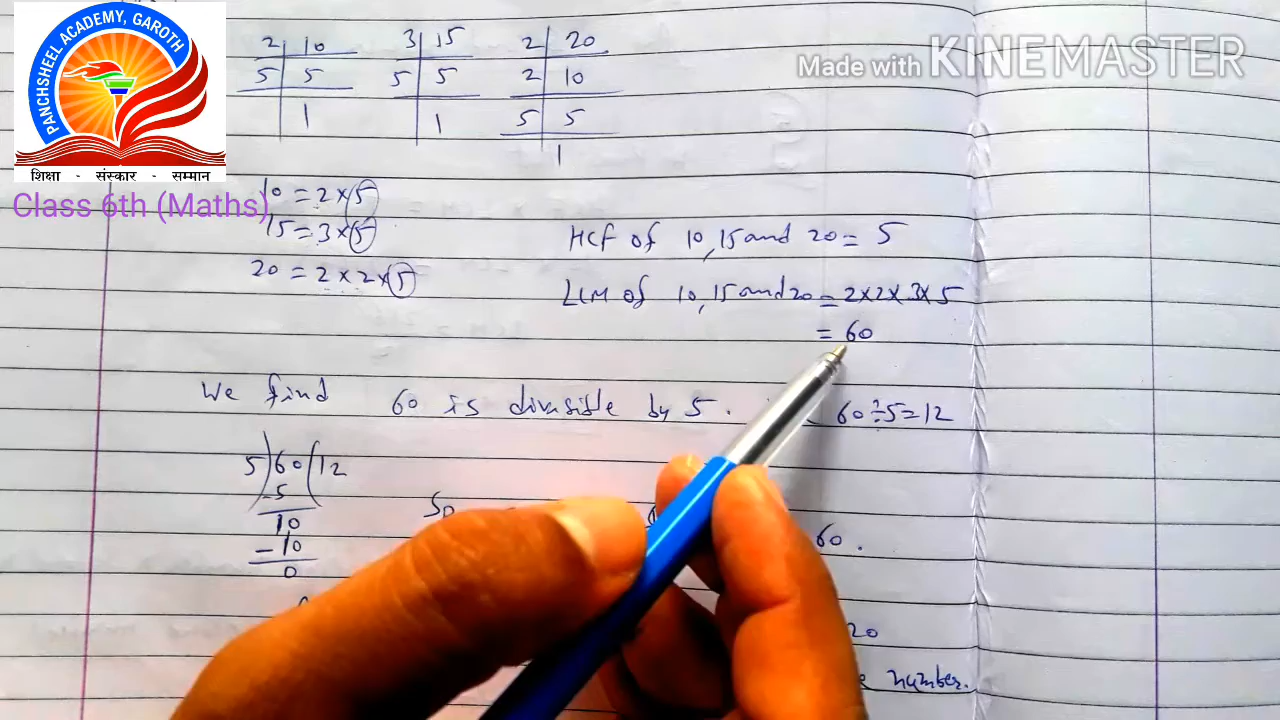 PANCHSHEEL ACADEMY, GAROTH
शिक्षा - संस्कार - सम्मान
Class 6th (Maths)
Made with KINEMASTER
2 10
5 5
1
3 15
5 5
1
2 20
2 10
5 5
1
10 = 2 × 5
15 = 3 × 5
20 = 2 × 2 × 5
HCF of 10, 15 and 20 = 5
LCM of 10, 15 and 20 = 2 × 2 × 3 × 5
= 60
We find 60 is divisible by 5. 60 ÷ 5 = 12
5 ) 60 ( 12
- 5
10
- 10
0
So 60.
20
number.